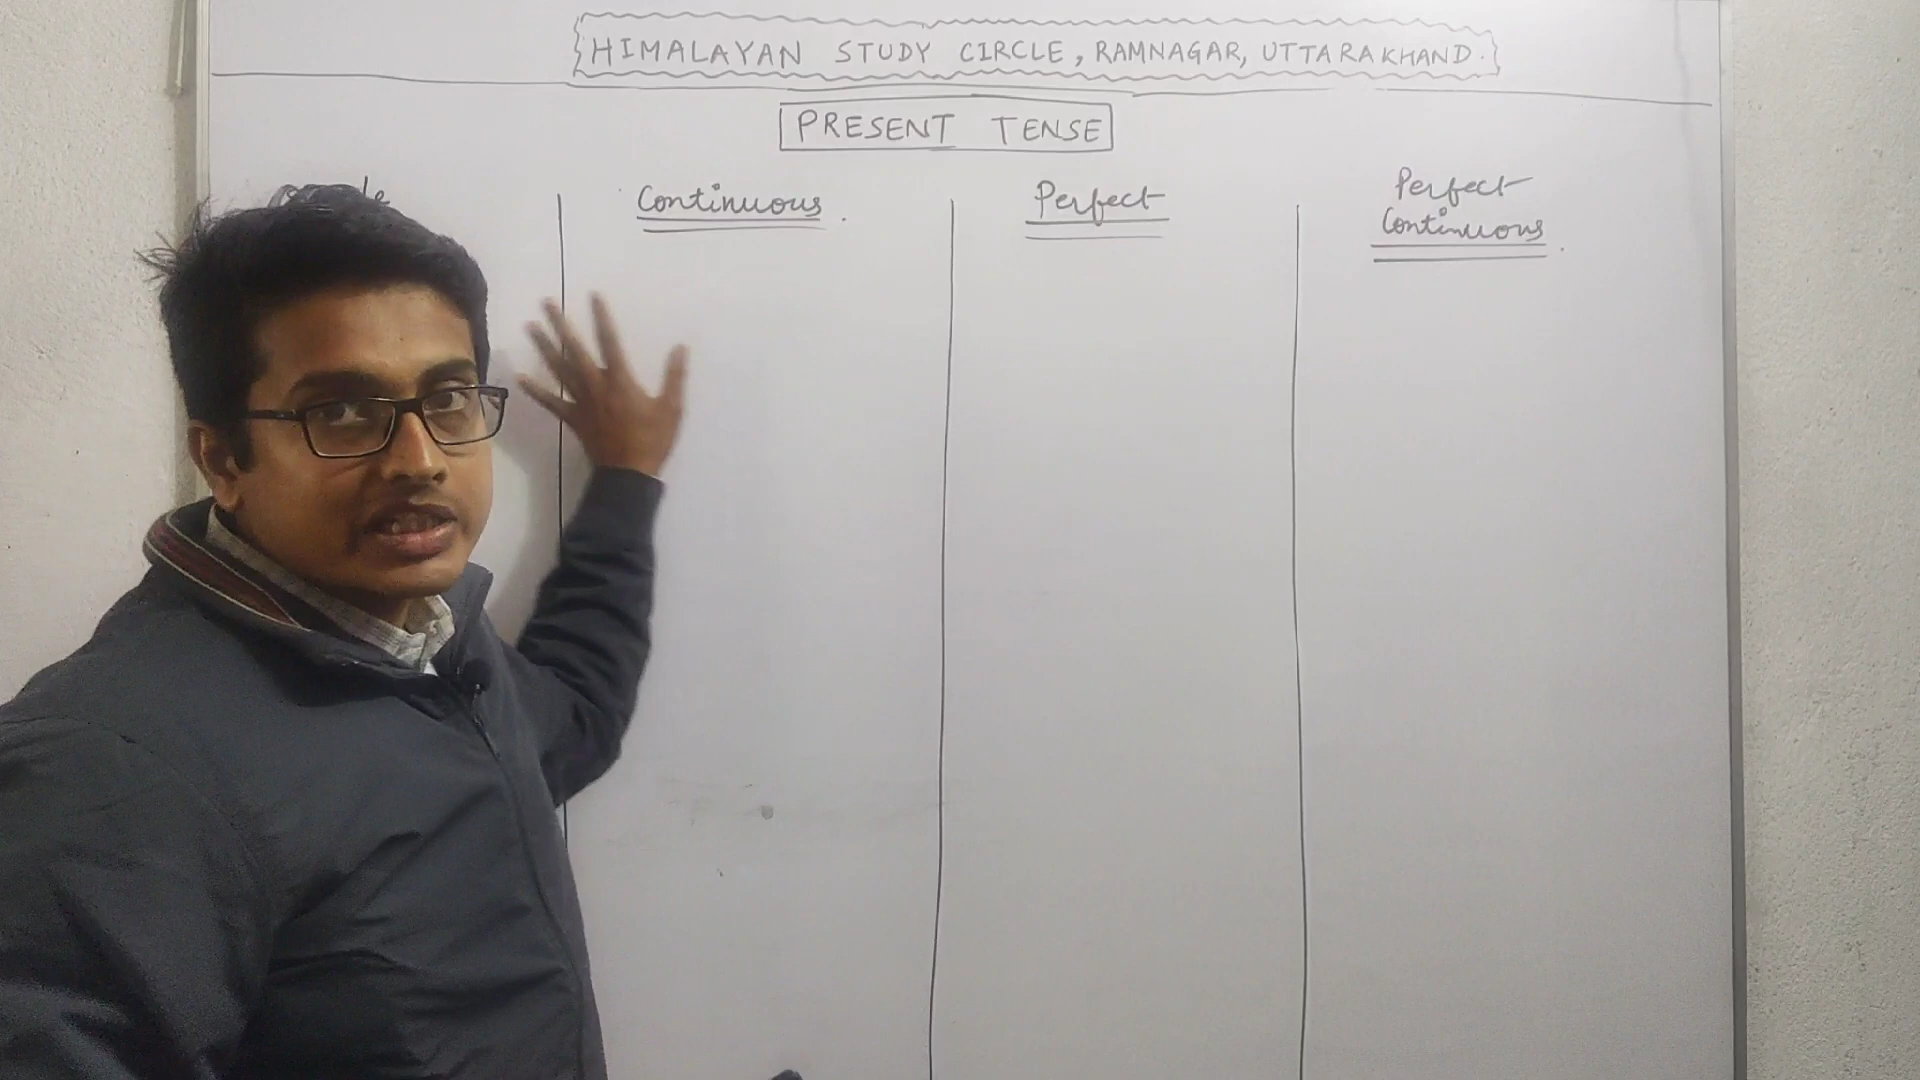 HIMALAYAN STUDY CIRCLE, RAMNAGAR, UTTARAKHAND.
PRESENT TENSE
Continuous.
Perfect
Perfect
Continuous.